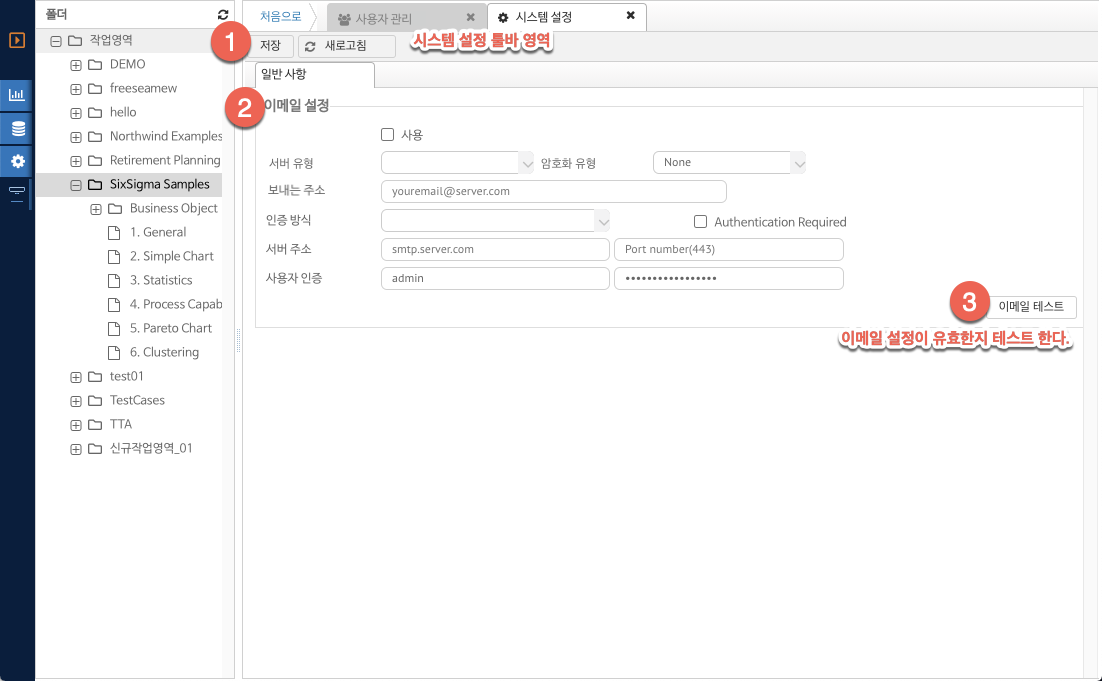 폴더
처음으로
사용자 관리
시스템 설정
1
저장
새로고침
시스템 설정 툴바 영역
작업영역
DEMO
freeseamew
hello
Northwind Examples
Retirement Planning
SixSigma Samples
Business Object
1. General
2. Simple Chart
3. Statistics
4. Process Capab
5. Pareto Chart
6. Clustering
test01
TestCases
TTA
신규작업영역_01
일반 사항
2
이메일 설정
사용
서버 유형
암호화 유형
None
보내는 주소
youremail@server.com
인증 방식
Authentication Required
서버 주소
smtp.server.com
Port number(443)
사용자 인증
admin
•••••••••••••••••
3
이메일 테스트
이메일 설정이 유효한지 테스트 한다.